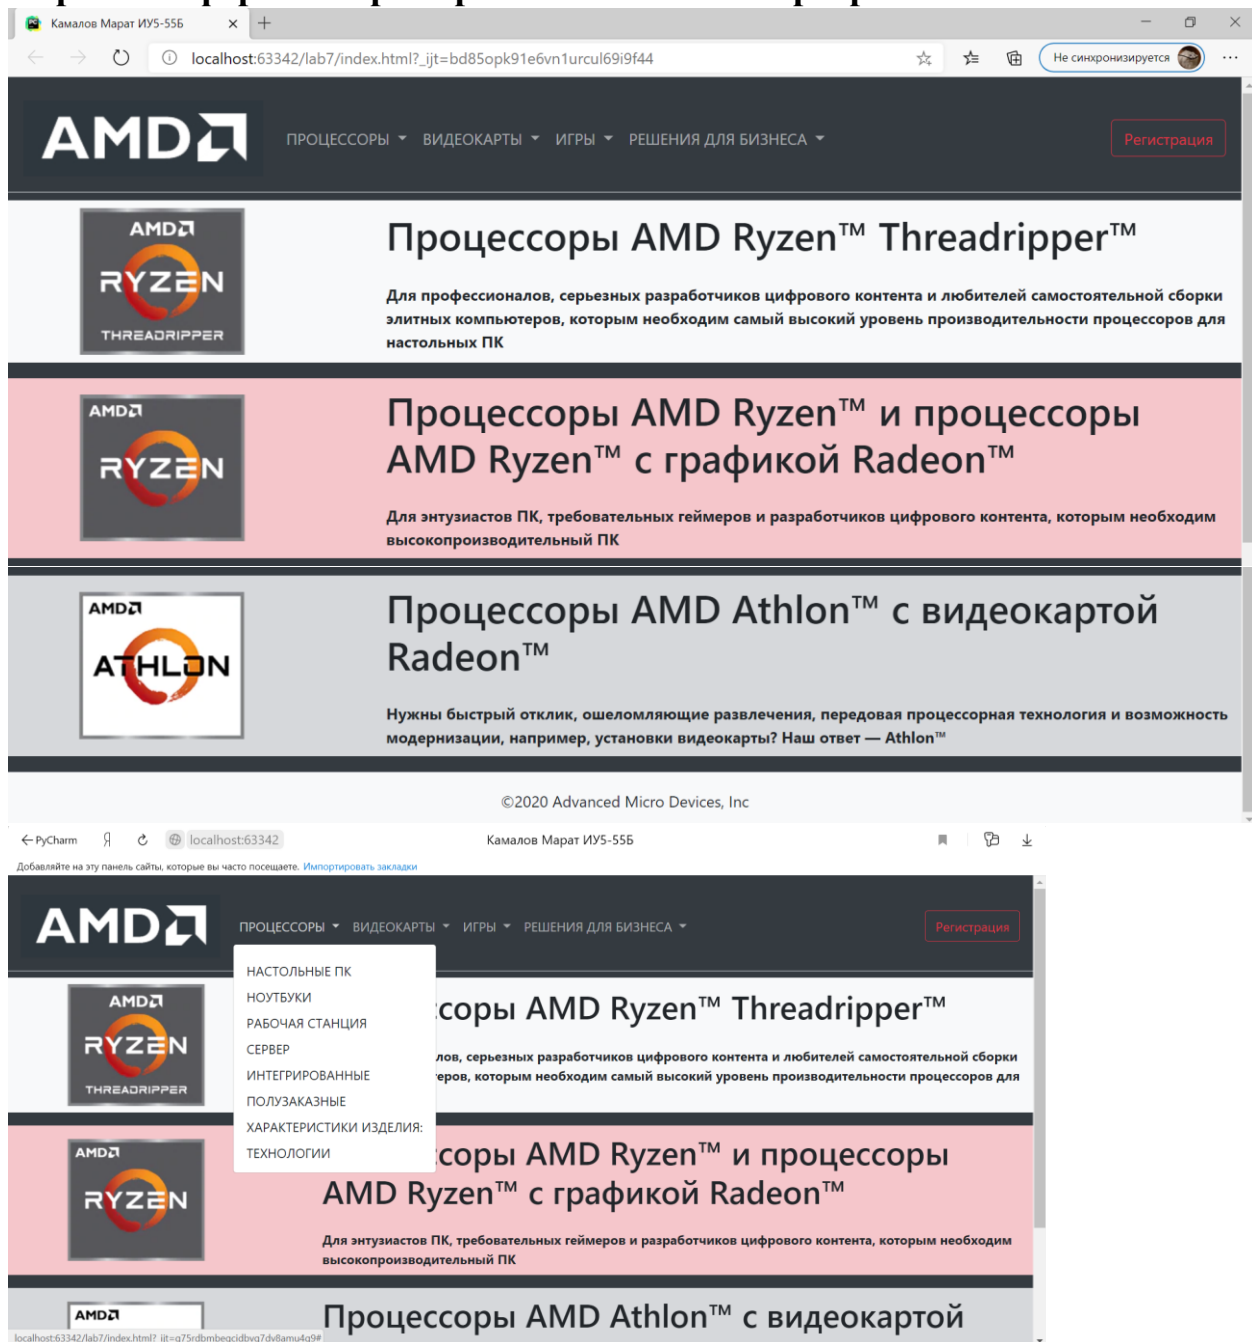 Камалов Марат ИУ5-55Б
localhost:63342/lab7/index.html?_ijt=bd85opk91e6vn1urcul69i9f44
Не синхронизируется
AMD
ПРОЦЕССОРЫ ВИДЕОКАРТЫ ИГРЫ РЕШЕНИЯ ДЛЯ БИЗНЕСА
Регистрация
AMD
RYZEN
THREADRIPPER
Процессоры AMD Ryzen™ Threadripper™
Для профессионалов, серьезных разработчиков цифрового контента и любителей самостоятельной сборки
элитных компьютеров, которым необходим самый высокий уровень производительности процессоров для
настольных ПК
AMD
RYZEN
Процессоры AMD Ryzen™ и процессоры
AMD Ryzen™ с графикой Radeon™
Для энтузиастов ПК, требовательных геймеров и разработчиков цифрового контента, которым необходим
высокопроизводительный ПК
AMD
ATHLON
Процессоры AMD Athlon™ с видеокартой
Radeon™
Нужны быстрый отклик, ошеломляющие развлечения, передовая процессорная технология и возможность
модернизации, например, установки видеокарты? Наш ответ — Athlon™
©2020 Advanced Micro Devices, Inc
PyCharm Я localhost:63342 Камалов Марат ИУ5-55Б
Добавляйте на эту панель сайты, которые вы часто посещаете. Импортировать закладки
AMD
ПРОЦЕССОРЫ ВИДЕОКАРТЫ ИГРЫ РЕШЕНИЯ ДЛЯ БИЗНЕСА
Регистрация
НАСТОЛЬНЫЕ ПК
НОУТБУКИ
РАБОЧАЯ СТАНЦИЯ
СЕРВЕР
ИНТЕГРИРОВАННЫЕ
ПОЛУЗАКАЗНЫЕ
ХАРАКТЕРИСТИКИ ИЗДЕЛИЯ:
ТЕХНОЛОГИИ
AMD
RYZEN
THREADRIPPER
ссоры AMD Ryzen™ Threadripper™
лов, серьезных разработчиков цифрового контента и любителей самостоятельной сборки
теров, которым необходим самый высокий уровень производительности процессоров для
AMD
RYZEN
ссоры AMD Ryzen™ и процессоры
AMD Ryzen™ с графикой Radeon™
Для энтузиастов ПК, требовательных геймеров и разработчиков цифрового контента, которым необходим
высокопроизводительный ПК
AMD
Процессоры AMD Athlon™ с видеокартой